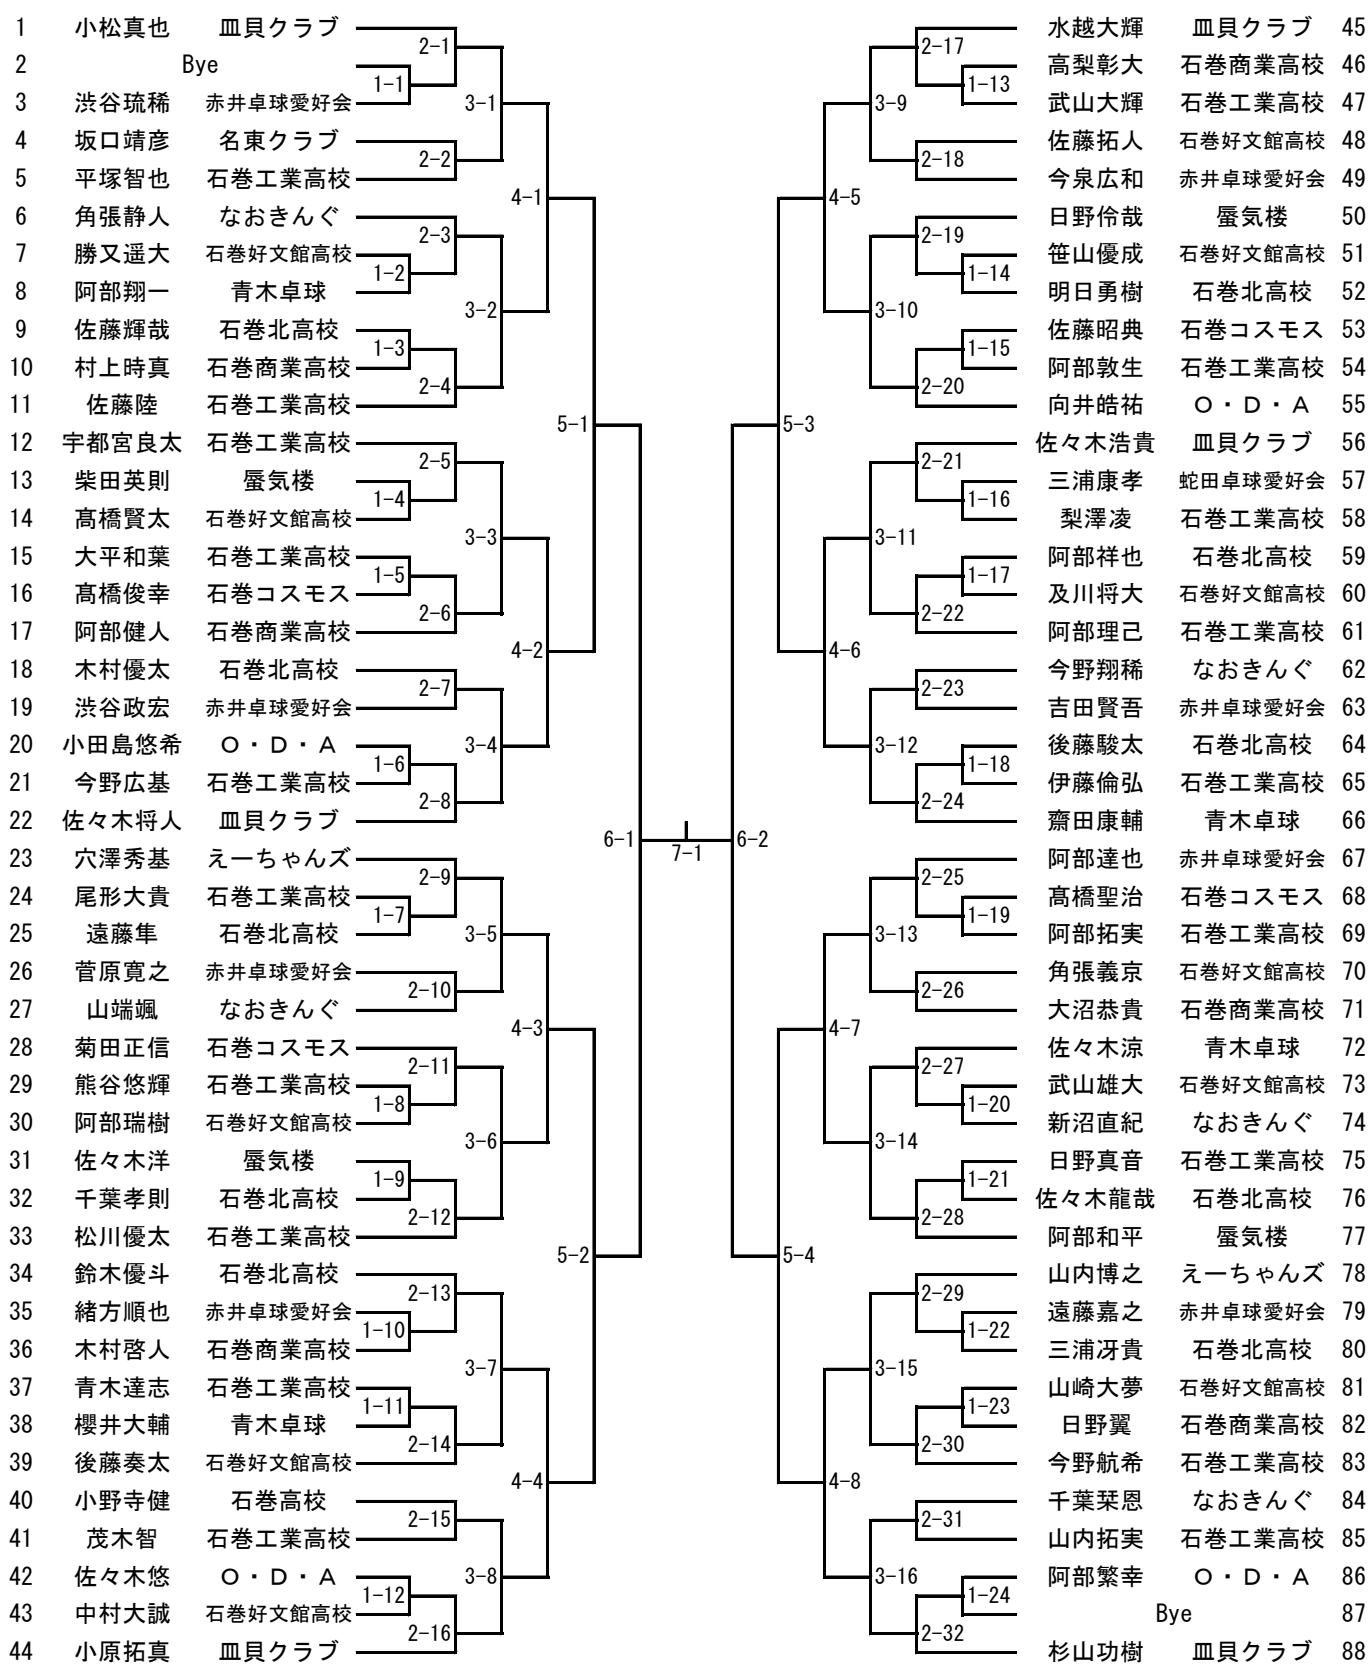 1 小松真也 皿貝クラブ
2 Bye
3 渋谷琉稀 赤井卓球愛好会
4 坂口靖彦 名東クラブ
5 平塚智也 石巻工業高校
6 角張静人 なおきんぐ
7 勝又遥大 石巻好文館高校
8 阿部翔一 青木卓球
9 佐藤輝哉 石巻北高校
10 村上時真 石巻商業高校
11 佐藤陸 石巻工業高校
12 宇都宮良太 石巻工業高校
13 柴田英則 蜃気楼
14 髙橋賢太 石巻好文館高校
15 大平和葉 石巻工業高校
16 髙橋俊幸 石巻コスモス
17 阿部健人 石巻商業高校
18 木村優太 石巻北高校
19 渋谷政宏 赤井卓球愛好会
20 小田島悠希 O・D・A
21 今野広基 石巻工業高校
22 佐々木将人 皿貝クラブ
23 穴澤秀基 えーちゃんズ
24 尾形大貴 石巻工業高校
25 遠藤隼 石巻北高校
26 菅原寛之 赤井卓球愛好会
27 山端颯 なおきんぐ
28 菊田正信 石巻コスモス
29 熊谷悠輝 石巻工業高校
30 阿部瑞樹 石巻好文館高校
31 佐々木洋 蜃気楼
32 千葉孝則 石巻北高校
33 松川優太 石巻工業高校
34 鈴木優斗 石巻北高校
35 緒方順也 赤井卓球愛好会
36 木村啓人 石巻商業高校
37 青木達志 石巻工業高校
38 櫻井大輔 青木卓球
39 後藤奏太 石巻好文館高校
40 小野寺健 石巻高校
41 茂木智 石巻工業高校
42 佐々木悠 O・D・A
43 中村大誠 石巻好文館高校
44 小原拓真 皿貝クラブ
1-1
1-2
1-3
1-4
1-5
1-6
1-7
1-8
1-9
1-10
1-11
1-12
2-1
2-2
2-3
2-4
2-5
2-6
2-7
2-8
2-9
2-10
2-11
2-12
2-13
2-14
2-15
2-16
3-1
3-2
3-3
3-4
3-5
3-6
3-7
3-8
4-1
4-2
4-3
4-4
5-1
5-2
6-1
7-1
6-2
5-3
5-4
4-5
4-6
4-7
4-8
3-9
3-10
3-11
3-12
3-13
3-14
3-15
3-16
2-17
2-18
2-19
2-20
2-21
2-22
2-23
2-24
2-25
2-26
2-27
2-28
2-29
2-30
2-31
2-32
1-13
1-14
1-15
1-16
1-17
1-18
1-19
1-20
1-21
1-22
1-23
1-24
水越大輝 皿貝クラブ 45
高梨彰大 石巻商業高校 46
武山大輝 石巻工業高校 47
佐藤拓人 石巻好文館高校 48
今泉広和 赤井卓球愛好会 49
日野伶哉 蜃気楼 50
笹山優成 石巻好文館高校 51
明日勇樹 石巻北高校 52
佐藤昭典 石巻コスモス 53
阿部敦生 石巻工業高校 54
向井皓祐 O・D・A 55
佐々木浩貴 皿貝クラブ 56
三浦康孝 蛇田卓球愛好会 57
梨澤凌 石巻工業高校 58
阿部祥也 石巻北高校 59
及川将大 石巻好文館高校 60
阿部理己 石巻工業高校 61
今野翔稀 なおきんぐ 62
吉田賢吾 赤井卓球愛好会 63
後藤駿太 石巻北高校 64
伊藤倫弘 石巻工業高校 65
齋田康輔 青木卓球 66
阿部達也 赤井卓球愛好会 67
髙橋聖治 石巻コスモス 68
阿部拓実 石巻工業高校 69
角張義京 石巻好文館高校 70
大沼恭貴 石巻商業高校 71
佐々木涼 青木卓球 72
武山雄大 石巻好文館高校 73
新沼直紀 なおきんぐ 74
日野真音 石巻工業高校 75
佐々木龍哉 石巻北高校 76
阿部和平 蜃気楼 77
山内博之 えーちゃんズ 78
遠藤嘉之 赤井卓球愛好会 79
三浦冴貴 石巻北高校 80
山崎大夢 石巻好文館高校 81
日野翼 石巻商業高校 82
今野航希 石巻工業高校 83
千葉栞恩 なおきんぐ 84
山内拓実 石巻工業高校 85
阿部繁幸 O・D・A 86
Bye 87
杉山功樹 皿貝クラブ 88